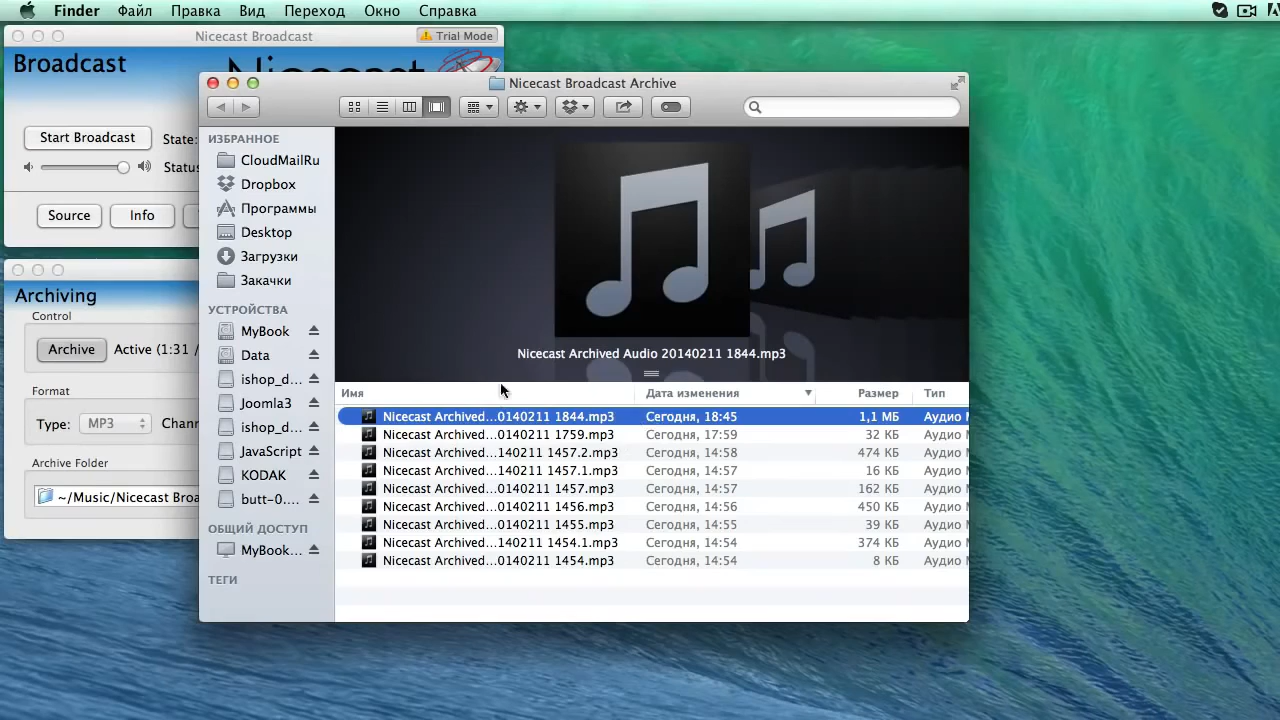 Finder Файл Правка Вид Переход Окно Справка
Nicecast Broadcast
Trial Mode
Broadcast
Nicecast
Start Broadcast
State:
Status
Source
Info
Archiving
Control
Archive
Active (1:31 /
Format
Type:
MP3
Chann
Archive Folder
~/Music/Nicecast Broa
Nicecast Broadcast Archive
ИЗБРАННОЕ
CloudMailRu
Dropbox
Программы
Desktop
Загрузки
Закачки
УСТРОЙСТВА
MyBook
Data
ishop_d...
Joomla3
ishop_d...
JavaScript
KODAK
butt-0....
ОБЩИЙ ДОСТУП
MyBook...
ТЕГИ
Nicecast Archived Audio 20140211 1844.mp3
Имя Дата изменения Размер Тип
Nicecast Archived...0140211 1844.mp3 Сегодня, 18:45 1,1 МБ Аудио
Nicecast Archived...0140211 1759.mp3 Сегодня, 17:59 32 КБ Аудио
Nicecast Archived...140211 1457.2.mp3 Сегодня, 14:58 474 КБ Аудио
Nicecast Archived...140211 1457.1.mp3 Сегодня, 14:57 16 КБ Аудио
Nicecast Archived...0140211 1457.mp3 Сегодня, 14:57 162 КБ Аудио
Nicecast Archived...0140211 1456.mp3 Сегодня, 14:56 450 КБ Аудио
Nicecast Archived...0140211 1455.mp3 Сегодня, 14:55 39 КБ Аудио
Nicecast Archived...140211 1454.1.mp3 Сегодня, 14:54 374 КБ Аудио
Nicecast Archived...0140211 1454.mp3 Сегодня, 14:54 8 КБ Аудио